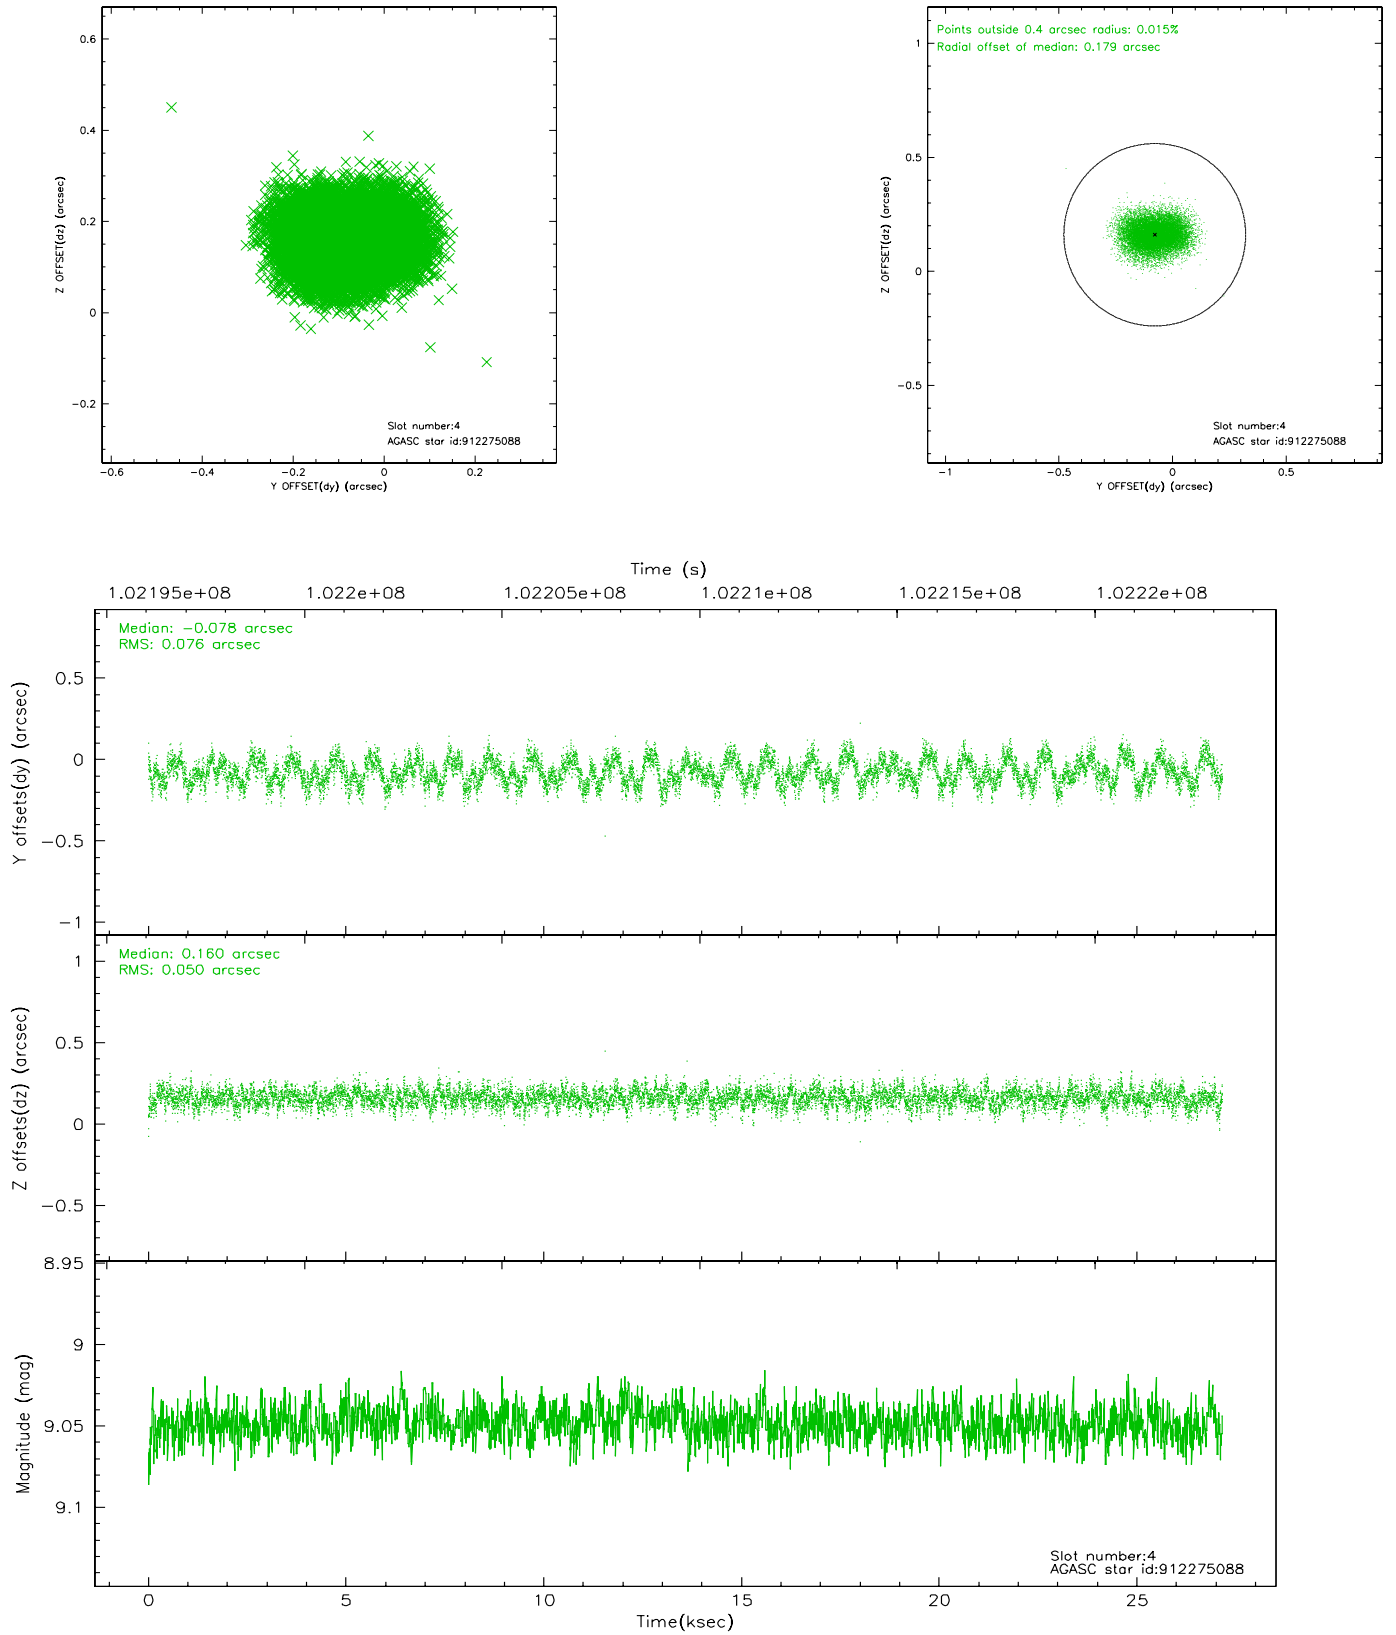 0.6
0.4
0.2
0
−0.2
Z OFFSET(dz) (arcsec)
Slot number:4
AGASC star id:912275088
−0.6 −0.4 −0.2 0 0.2
Y OFFSET(dy) (arcsec)
Points outside 0.4 arcsec radius: 0.015%
Radial offset of median: 0.179 arcsec
1
0.5
0
−0.5
Z OFFSET(dz) (arcsec)
Slot number:4
AGASC star id:912275088
−1 −0.5 0 0.5
Y OFFSET(dy) (arcsec)
Time (s)
1.02195e+08 1.022e+08 1.02205e+08 1.0221e+08 1.02215e+08 1.0222e+08
Median: −0.078 arcsec
RMS: 0.076 arcsec
0.5
0
−0.5
−1
Y offsets(dy) (arcsec)
Median: 0.160 arcsec
RMS: 0.050 arcsec
1
0.5
0
−0.5
Z offsets(dz) (arcsec)
8.95
9
9.05
9.1
Magnitude (mag)
Slot number:4
AGASC star id:912275088
0 5 10 15 20 25
Time(ksec)